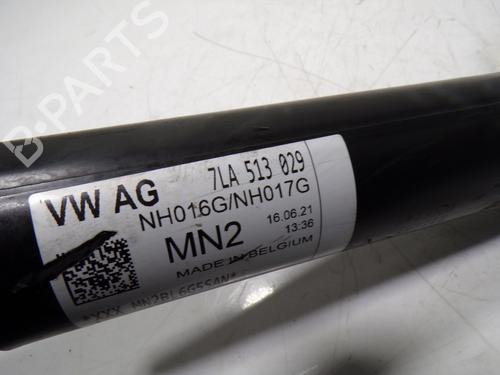 B-PARTS
VW AG 7LA 513 029
NH016G/NH017G
MN2 16.06.21
13:36
MADE IN BELGIUM